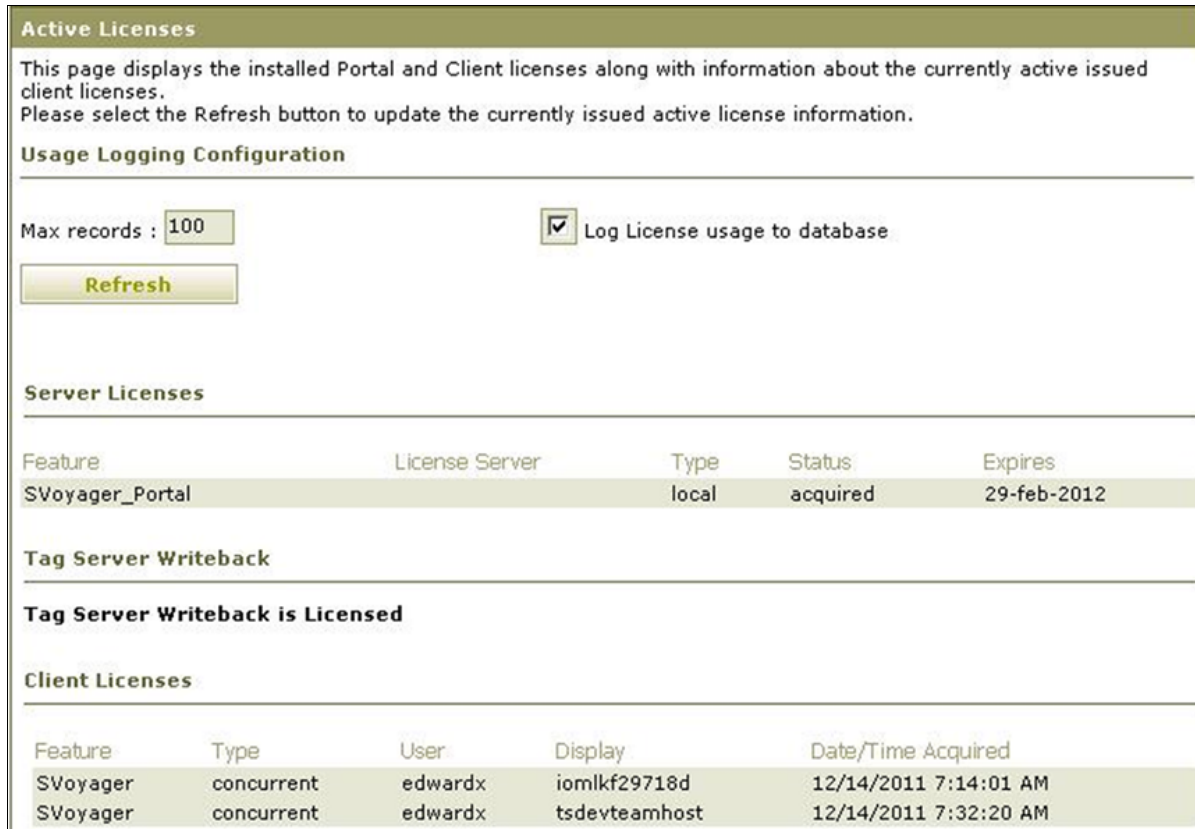 Active Licenses
This page displays the installed Portal and Client licenses along with information about the currently active issued
client licenses.
Please select the Refresh button to update the currently issued active license information.
Usage Logging Configuration
Max records : 100 Log License usage to database
Refresh
Server Licenses
Feature License Server Type Status Expires
SVoyager_Portal local acquired 29-feb-2012
Tag Server Writeback
Tag Server Writeback is Licensed
Client Licenses
Feature Type User Display Date/Time Acquired
SVoyager concurrent edwardx iomlkf29718d 12/14/2011 7:14:01 AM
SVoyager concurrent edwardx tsdevteamhost 12/14/2011 7:32:20 AM